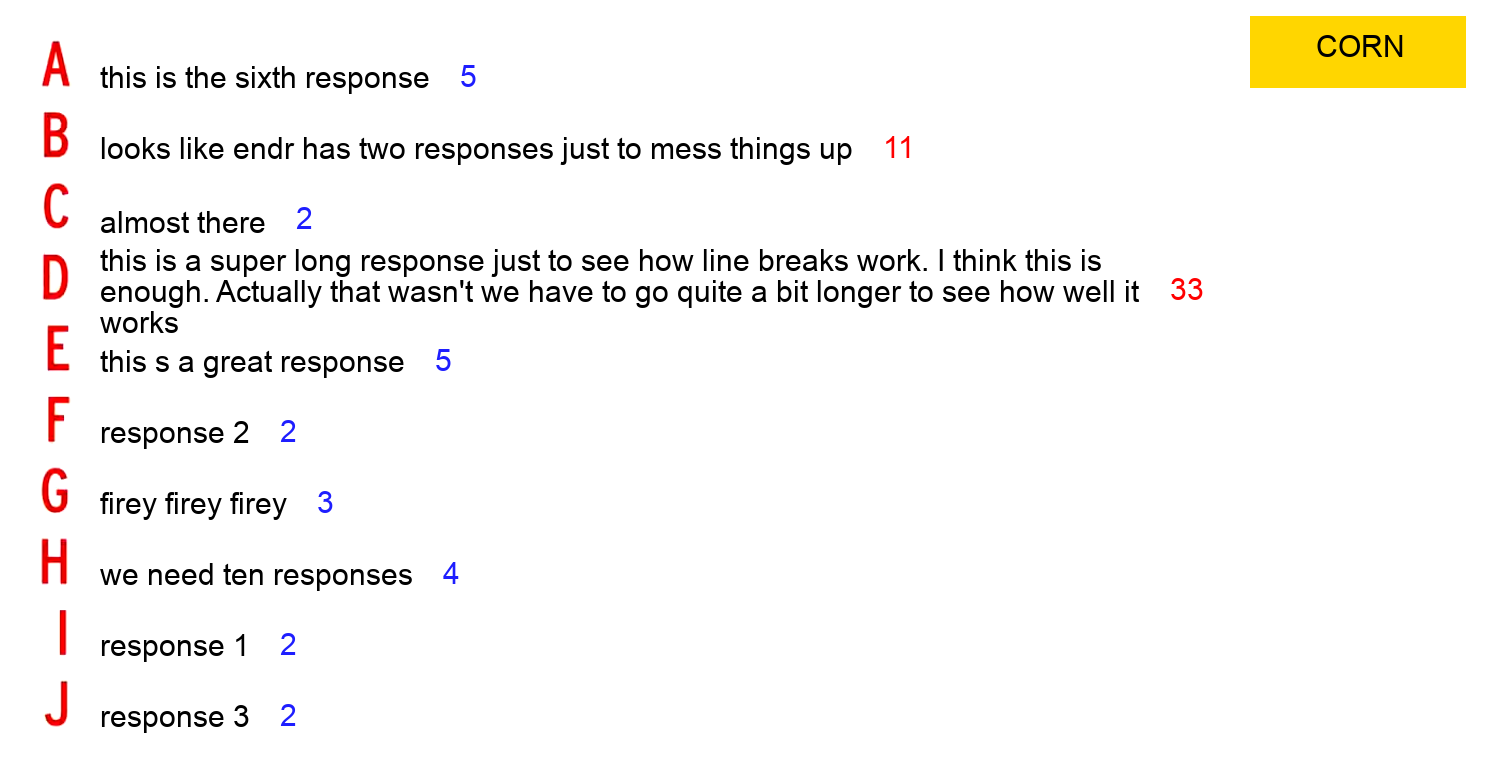 CORN
A this is the sixth response 5
B looks like endr has two responses just to mess things up 11
C almost there 2
D this is a super long response just to see how line breaks work. I think this is
enough. Actually that wasn't we have to go quite a bit longer to see how well it 33
works
E this s a great response 5
F response 2 2
G firey firey firey 3
H we need ten responses 4
I response 1 2
J response 3 2